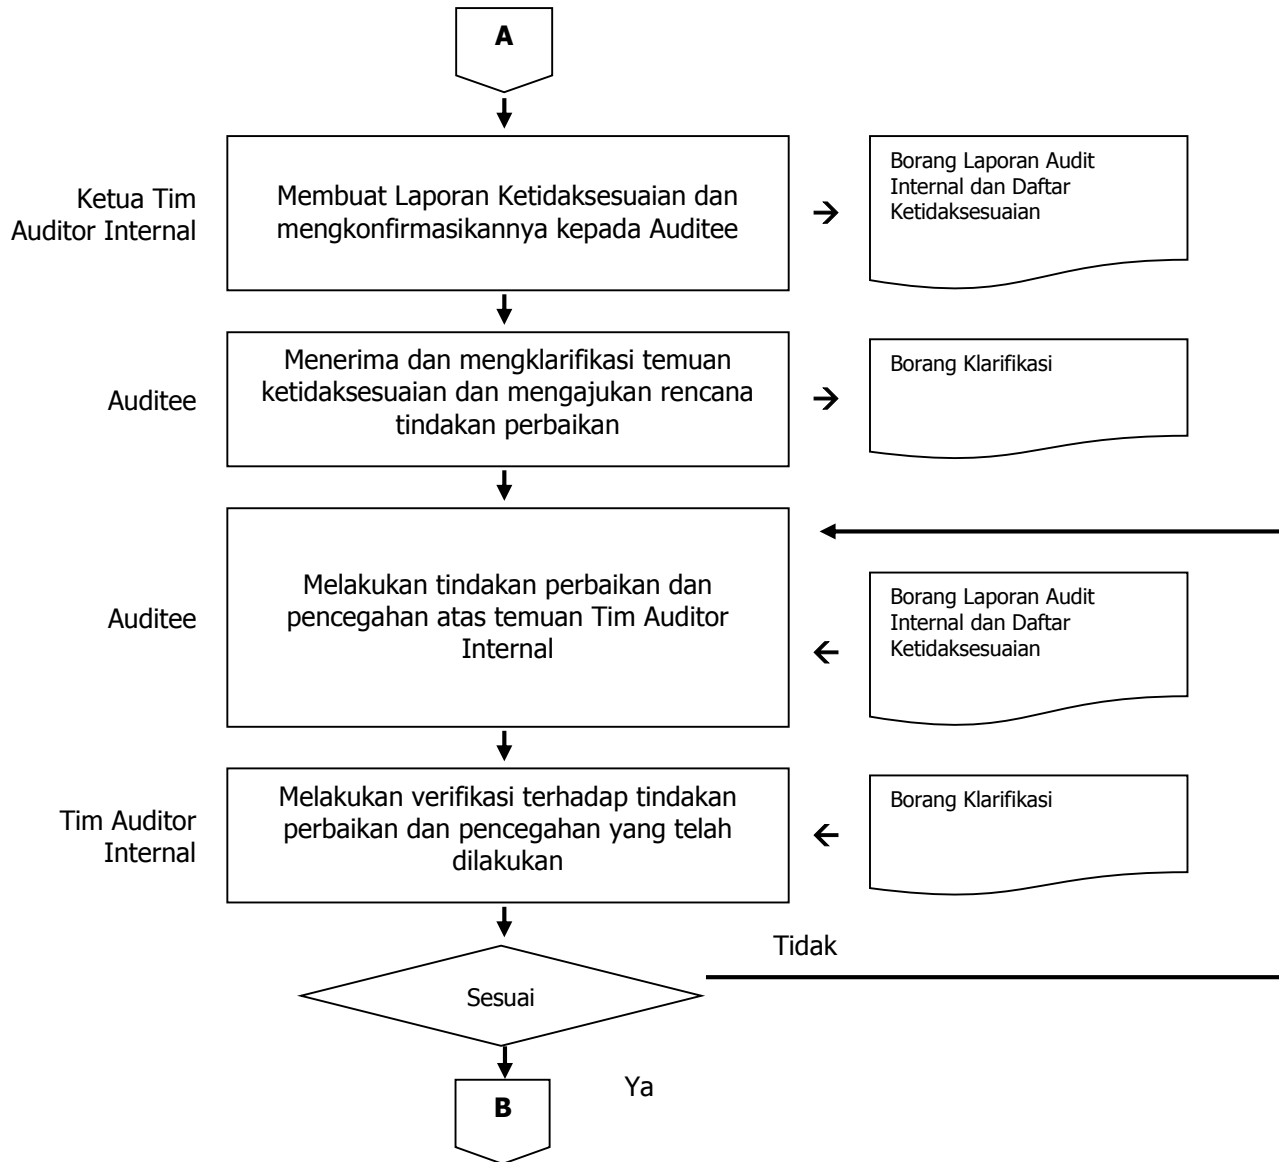 A
Ketua Tim
Auditor Internal
Membuat Laporan Ketidaksesuaian dan
mengkonfirmasikannya kepada Auditee
→
Borang Laporan Audit
Internal dan Daftar
Ketidaksesuaian
Auditee
Menerima dan mengklarifikasi temuan
ketidaksesuaian dan mengajukan rencana
tindakan perbaikan
→
Borang Klarifikasi
Auditee
Melakukan tindakan perbaikan dan
pencegahan atas temuan Tim Auditor
Internal
←
Borang Laporan Audit
Internal dan Daftar
Ketidaksesuaian
Tim Auditor
Internal
Melakukan verifikasi terhadap tindakan
perbaikan dan pencegahan yang telah
dilakukan
←
Borang Klarifikasi
Tidak
Sesuai
Ya
B